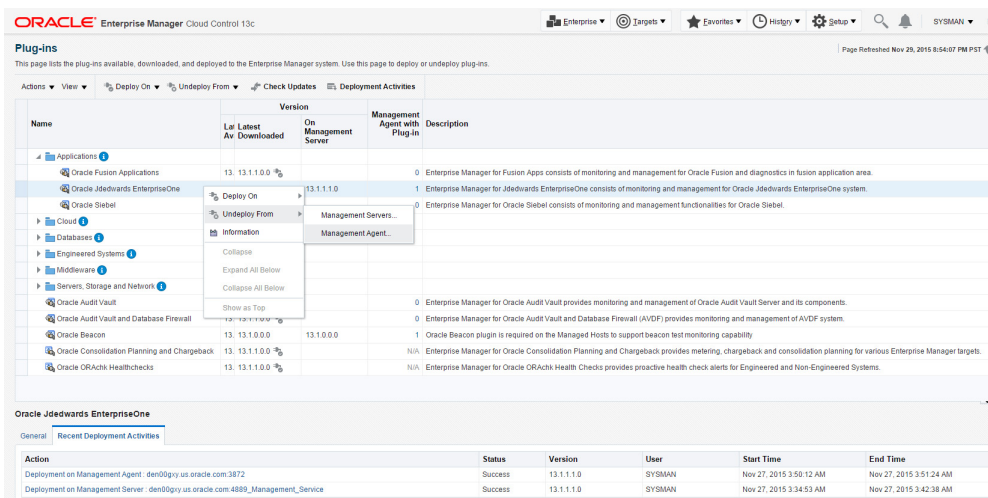 ORACLE Enterprise Manager Cloud Control 13c
Enterprise Targets Favorites History Setup SYSMAN
Plug-ins
Page Refreshed Nov 29, 2015 8:54:07 PM PST
This page lists the plug-ins available, downloaded, and deployed to the Enterprise Manager system. Use this page to deploy or undeploy plug-ins.
Actions View Deploy On Undeploy From Check Updates Deployment Activities
Version
Name
Lat Latest
Av Downloaded
On
Management
Server
Management
Agent with
Plug-in
Description
Applications
Oracle Fusion Applications 13. 13.1.1.0.0 0 Enterprise Manager for Fusion Apps consists of monitoring and management for Oracle Fusion and diagnostics in fusion application area.
Oracle Jdedwards EnterpriseOne 13.1.1.1.0 1 Enterprise Manager for Jdedwards EnterpriseOne consists of monitoring and management for Oracle Jdedwards EnterpriseOne system.
Oracle Siebel 0 Enterprise Manager for Oracle Siebel consists of monitoring and management functionalities for Oracle Siebel.
Deploy On
Undeploy From
Information
Collapse
Expand All Below
Collapse All Below
Show as Top
Management Servers...
Management Agent...
Cloud
Databases
Engineered Systems
Middleware
Servers, Storage and Network
Oracle Audit Vault 0 Enterprise Manager for Oracle Audit Vault provides monitoring and management of Oracle Audit Vault Server and its components.
Oracle Audit Vault and Database Firewall 13. 13.1.1.0.0 0 Enterprise Manager for Oracle Audit Vault and Database Firewall (AVDF) provides monitoring and management of AVDF system.
Oracle Beacon 13. 13.1.0.0.0 13.1.0.0.0 1 Oracle Beacon plugin is required on the Managed Hosts to support beacon test monitoring capability
Oracle Consolidation Planning and Chargeback 13. 13.1.1.0.0 N/A Enterprise Manager for Oracle Consolidation Planning and Chargeback provides metering, chargeback and consolidation planning for various Enterprise Manager targets.
Oracle ORAchk Healthchecks 13. 13.1.1.0.0 N/A Enterprise Manager for Oracle ORAchk Health Checks provides proactive health check alerts for Engineered and Non-Engineered Systems.
Oracle Jdedwards EnterpriseOne
General Recent Deployment Activities
Action Status Version User Start Time End Time
Deployment on Management Agent : den00gxy.us.oracle.com:3872 Success 13.1.1.1.0 SYSMAN Nov 27, 2015 3:50:12 AM Nov 27, 2015 3:51:24 AM
Deployment on Management Server : den00gxy.us.oracle.com:4889_Management_Service Success 13.1.1.1.0 SYSMAN Nov 27, 2015 3:34:53 AM Nov 27, 2015 3:42:38 AM